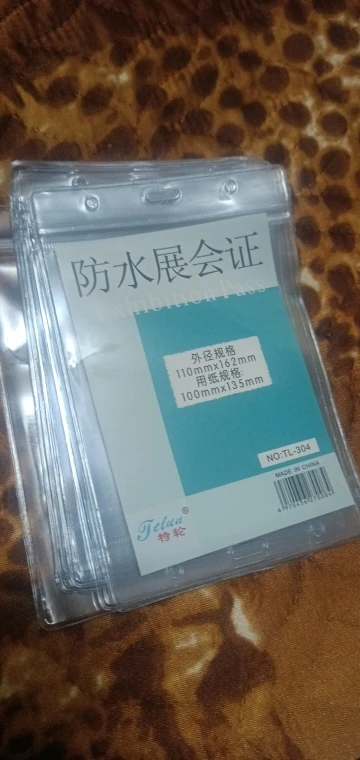 防水展会证
Exhibition Pass
外径规格
110mmx162mm
用纸规格:
100mmx135mm
NO:TL-304
MADE IN CHINA
Telun®
特轮